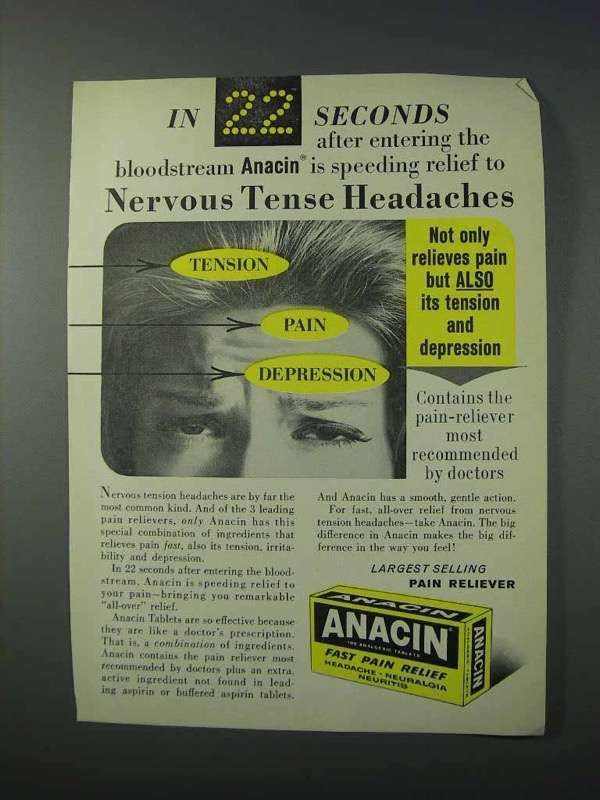 IN 22 SECONDS
after entering the
bloodstream Anacin® is speeding relief to
Nervous Tense Headaches
TENSION
PAIN
DEPRESSION
Not only
relieves pain
but ALSO
its tension
and
depression
Contains the
pain-reliever
most
recommended
by doctors
Nervous tension headaches are by far the
most common kind. And of the 3 leading
pain relievers, only Anacin has this
special combination of ingredients that
relieves pain fast, also its tension, irrita-
bility and depression.
In 22 seconds after entering the blood-
stream, Anacin is speeding relief to
your pain—bringing you remarkable
"all-over" relief.
Anacin Tablets are so effective because
they are like a doctor's prescription.
That is, a combination of ingredients.
Anacin contains the pain reliever most
recommended by doctors plus an extra
active ingredient not found in lead-
ing aspirin or buffered aspirin tablets.
And Anacin has a smooth, gentle action.
For fast, all-over relief from nervous
tension headaches—take Anacin. The big
difference in Anacin makes the big dif-
ference in the way you feel!
LARGEST SELLING
PAIN RELIEVER
ANACIN
ANACIN®
100 ANALGESIC TABLETS
FAST PAIN RELIEF
HEADACHE • NEURALGIA
NEURITIS
ANACIN